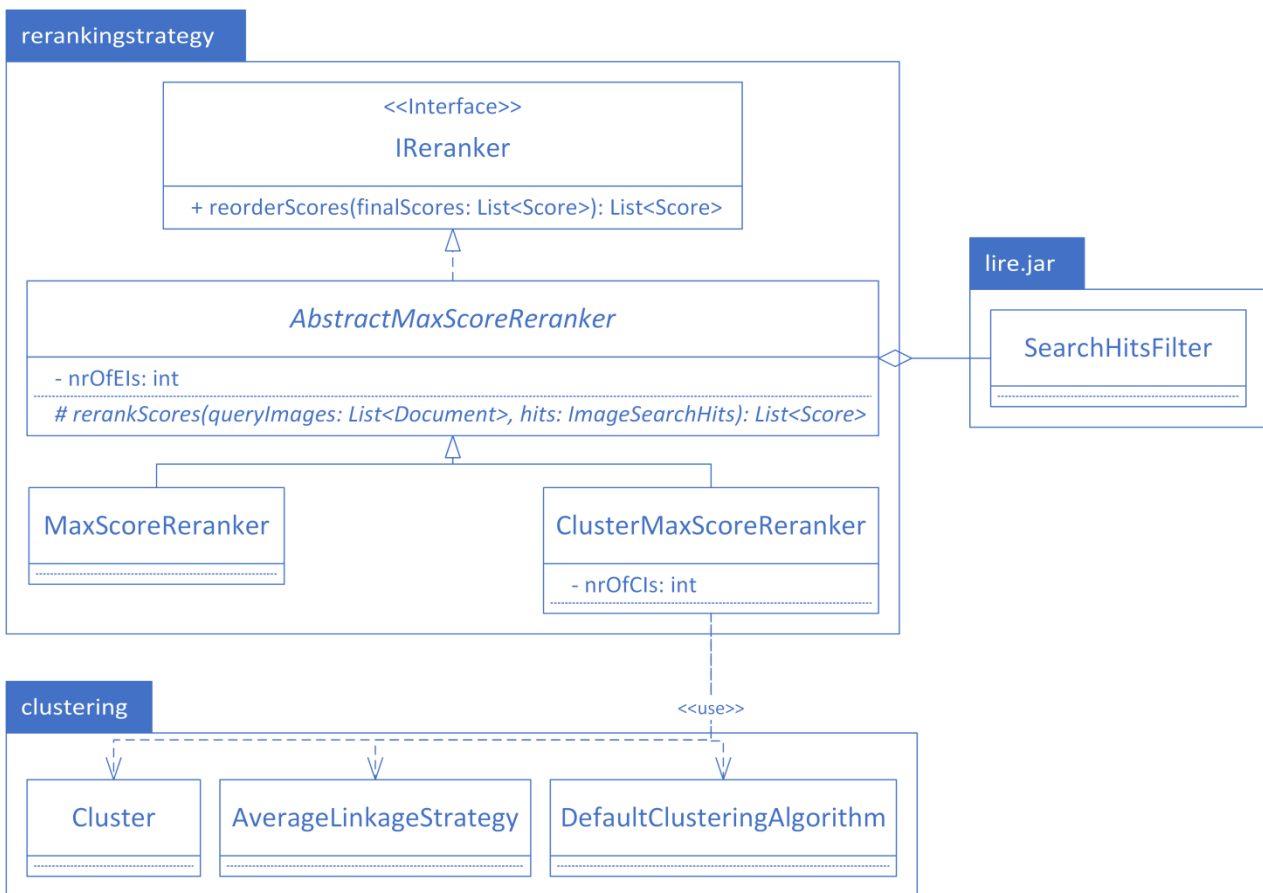 rerankingstrategy
<<Interface>>
IReranker
+ reorderScores(finalScores: List<Score>): List<Score>
lire.jar
AbstractMaxScoreReranker
SearchHitsFilter
- nrOfEIs: int
# rerankScores(queryImages: List<Document>, hits: ImageSearchHits): List<Score>
MaxScoreReranker
ClusterMaxScoreReranker
- nrOfCIs: int
clustering
<<use>>
Cluster
AverageLinkageStrategy
DefaultClusteringAlgorithm